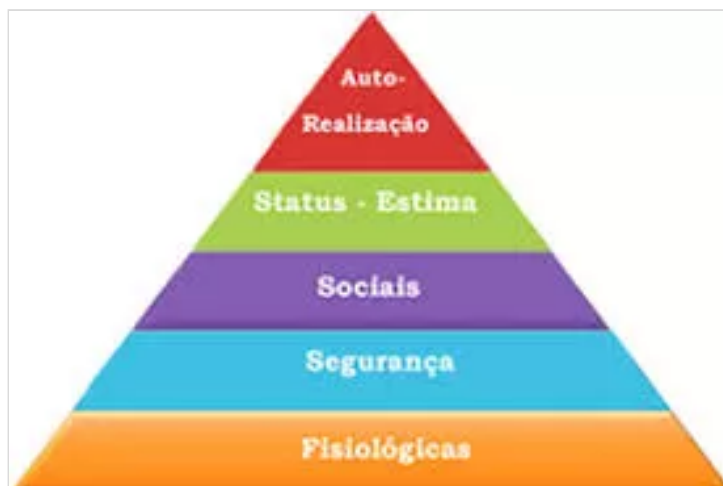 Auto-
Realização
Status - Estima
Sociais
Segurança
Fisiológicas